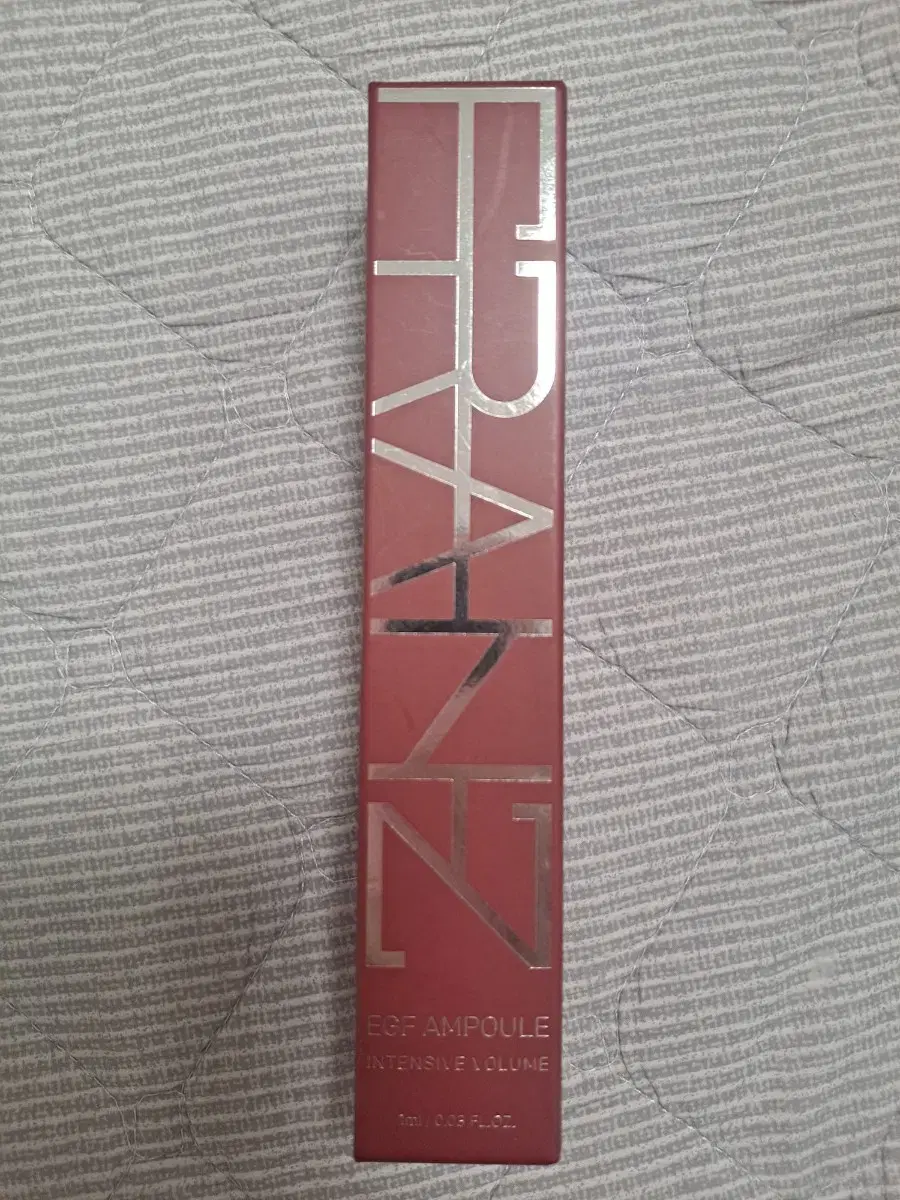 FRANZ
EGF AMPOULE
INTENSIVE VOLUME
1ml / 0.03 FL.OZ.